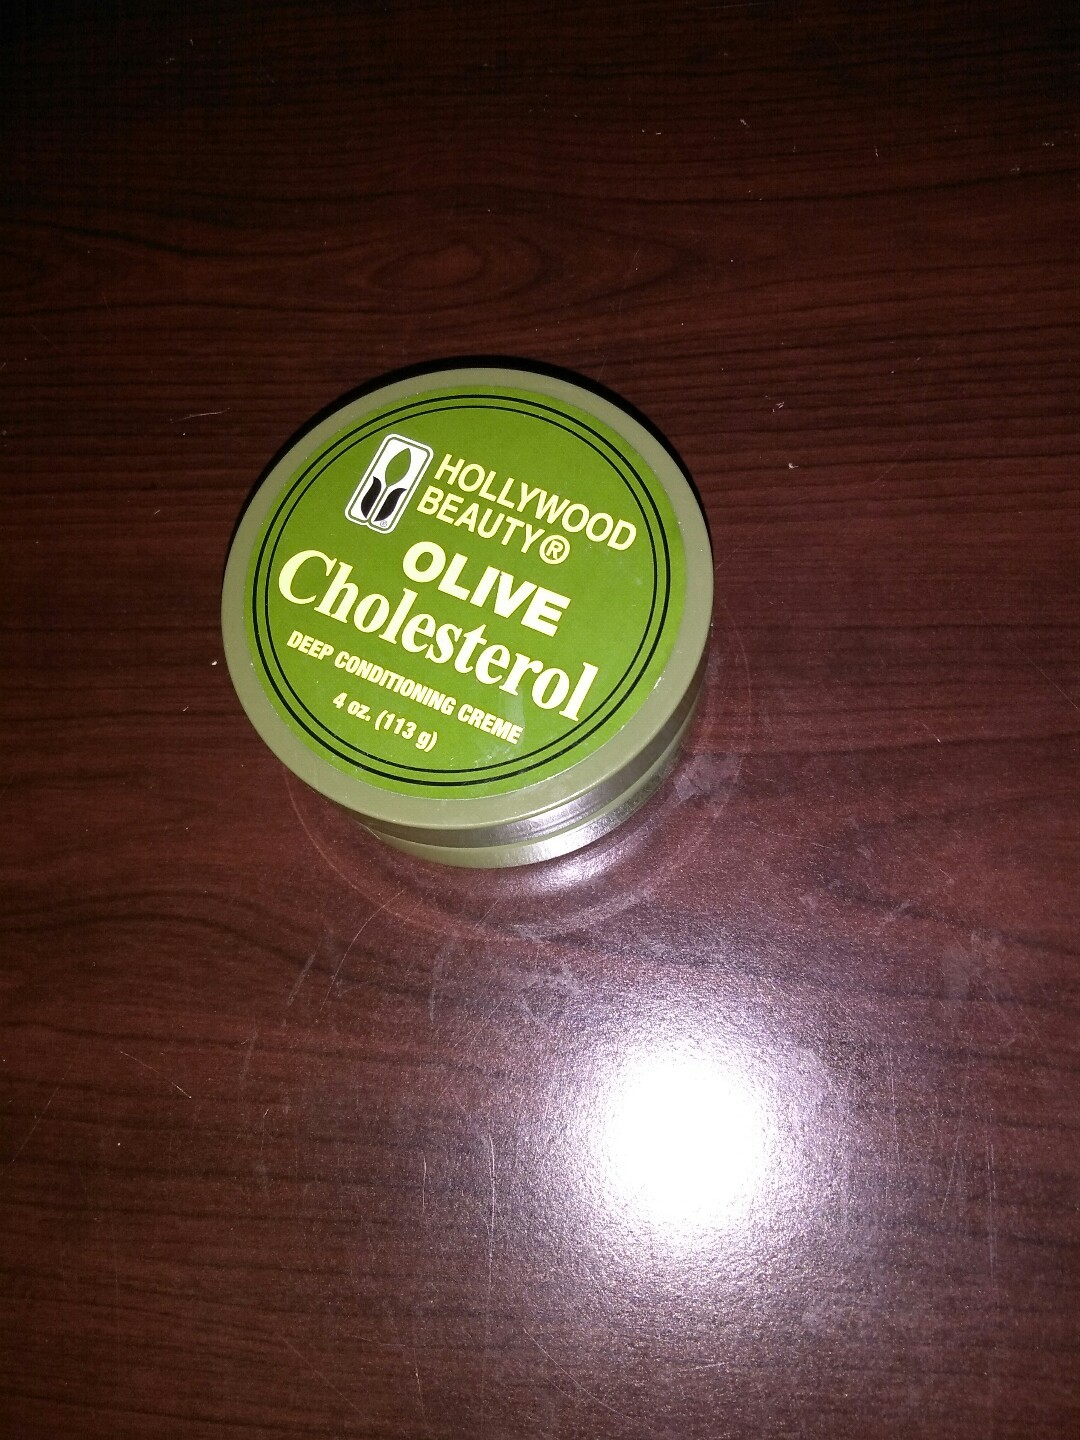 HOLLYWOOD
BEAUTY®
OLIVE
Cholesterol
DEEP CONDITIONING CREME
4 oz. (113 g)